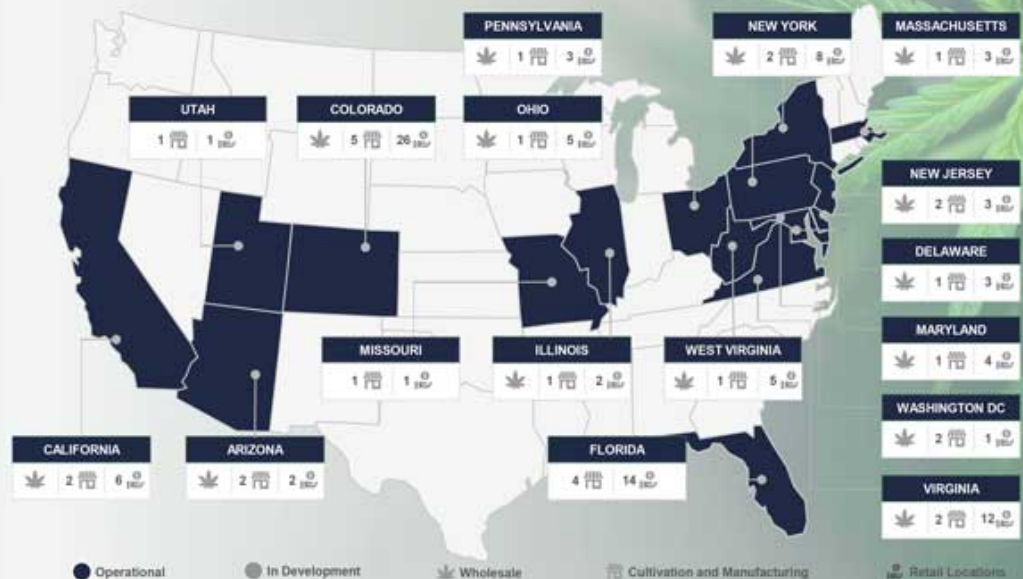 PENNSYLVANIA
1 3
NEW YORK
2 8
MASSACHUSETTS
1 3
UTAH
1 1
COLORADO
5 26
OHIO
1 5
NEW JERSEY
2 3
DELAWARE
1 3
MARYLAND
1 4
MISSOURI
1 1
ILLINOIS
1 2
WEST VIRGINIA
1 5
WASHINGTON DC
2 1
CALIFORNIA
2 6
ARIZONA
2 2
FLORIDA
4 14
VIRGINIA
2 12
Operational
In Development
Wholesale
Cultivation and Manufacturing
Retail Locations